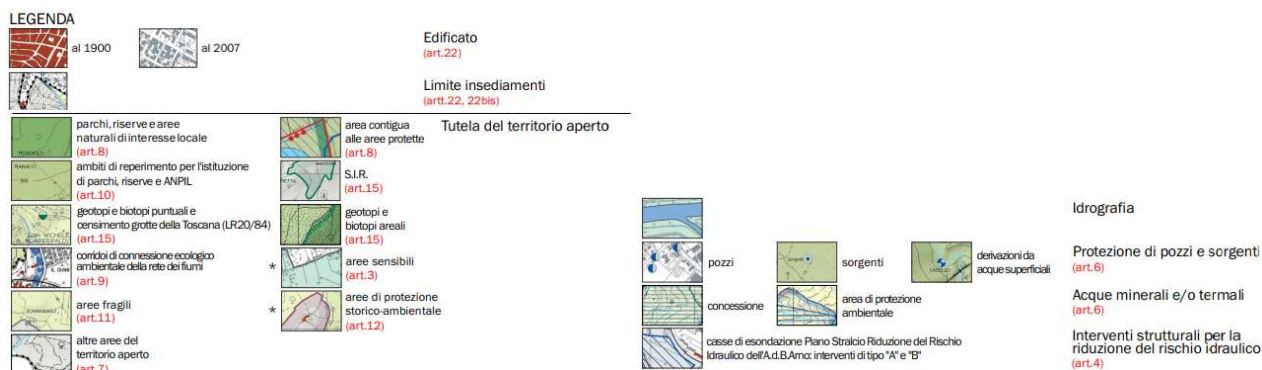 LEGENDA
al 1900
al 2007
Edificato
(art.22)
Limite insediamenti
(artt.22, 22bis)
Tutela del territorio aperto
parchi, riserve e aree
naturali di interesse locale
(art.8)
area contigua
alle aree protette
(art.8)
ambiti di reperimento per l'istituzione
di parchi, riserve e ANPIL
(art.10)
S.I.R.
(art.15)
geotopi e biotopi puntuali e
censimento grotte della Toscana (LR20/84)
(art.15)
geotopi e
biotopi areali
(art.15)
corridoi di connessione ecologico
ambientale della rete dei fiumi
(art.9)
*
aree sensibili
(art.3)
aree fragili
(art.11)
*
aree di protezione
storico-ambientale
(art.12)
altre aree del
territorio aperto
(art.7)
Idrografia
pozzi
sorgenti
derivazioni da
acque superficiali
Protezione di pozzi e sorgenti
(art.6)
concessione
area di protezione
ambientale
Acque minerali e/o termali
(art.6)
casse di esondazione Piano Stralcio Riduzione del Rischio
Idraulico dell'A.d.B.Arno: interventi di tipo "A" e "B"
Interventi strutturali per la
riduzione del rischio idraulico
(art.4)